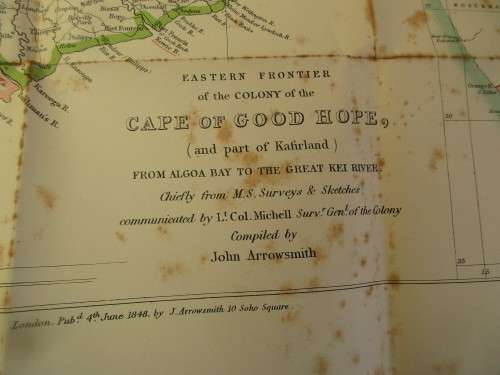 EASTERN FRONTIER
of the COLONY of the
CAPE OF GOOD HOPE,
(and part of Kafirland)
FROM ALGOA BAY TO THE GREAT KEI RIVER.
Chiefly from M.S. Surveys & Sketches
communicated by Lt. Col. Michell Survr. Genl. of the Colony
Compiled by
John Arrowsmith
London, Pubd. 4th June 1848, by J. Arrowsmith 10 Soho Square.